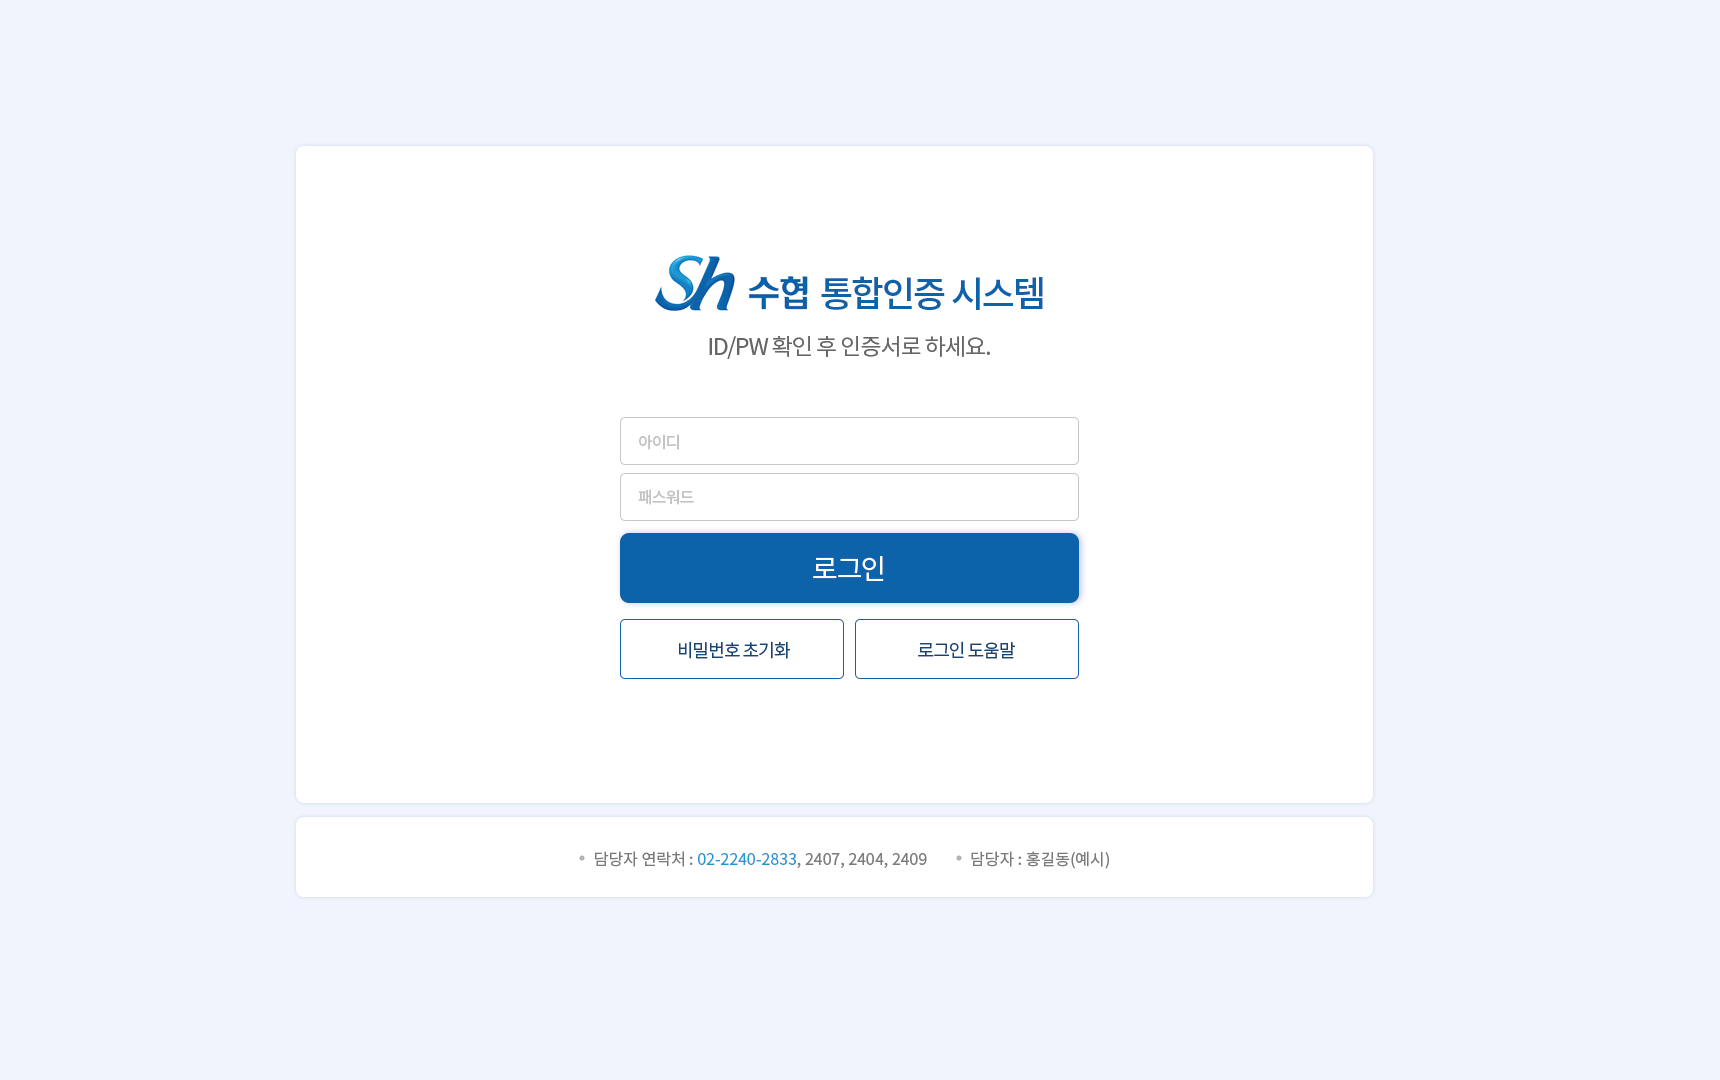 Sh 수협 통합인증 시스템
ID/PW 확인 후 인증서로 하세요.
아이디
패스워드
로그인
비밀번호 초기화
로그인 도움말
• 담당자 연락처 : 02-2240-2833, 2407, 2404, 2409 • 담당자 : 홍길동(예시)